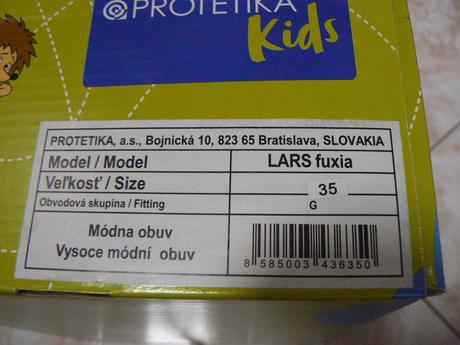 PROTETIKA
Kids
PROTETIKA, a.s., Bojnická 10, 823 65 Bratislava, SLOVAKIA
Model / Model LARS fuxia
Veľkosť / Size 35
Obvodová skupina / Fitting G
Módna obuv
Vysoce módní obuv
8 585003 436350